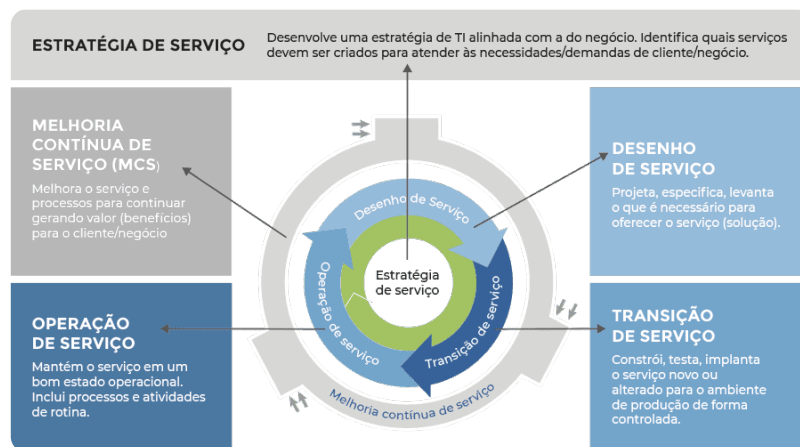 ESTRATÉGIA DE SERVIÇO
Desenvolve uma estratégia de TI alinhada com a do negócio. Identifica quais serviços
devem ser criados para atender às necessidades/demandas de cliente/negócio.
MELHORIA
CONTÍNUA DE
SERVIÇO (MCS)
Melhora o serviço e
processos para continuar
gerando valor (benefícios)
para o cliente/negócio
DESENHO
DE SERVIÇO
Projeta, especifica, levanta
o que é necessário para
oferecer o serviço (solução).
Desenho de Serviço
Estratégia
de serviço
Operação de serviço
Transição de serviço
Melhoria contínua de serviço
OPERAÇÃO
DE SERVIÇO
Mantém o serviço em um
bom estado operacional.
Inclui processos e atividades
de rotina.
TRANSIÇÃO
DE SERVIÇO
Constrói, testa, implanta
o serviço novo ou
alterado para o ambiente
de produção de forma
controlada.